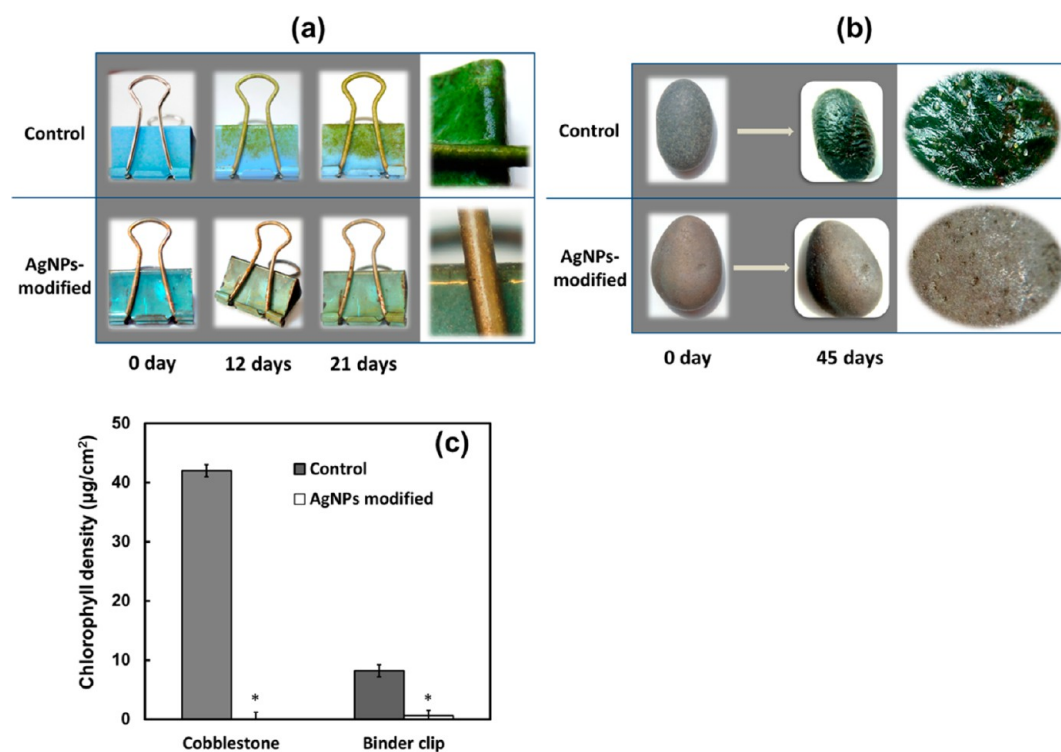 (a)
Control
AgNPs-
modified
0 day
12 days
21 days
(b)
Control
AgNPs-
modified
0 day
45 days
(c)
Chlorophyll density (µg/cm²)
50
40
30
20
10
0
Control
AgNPs modified
*
*
Cobblestone
Binder clip